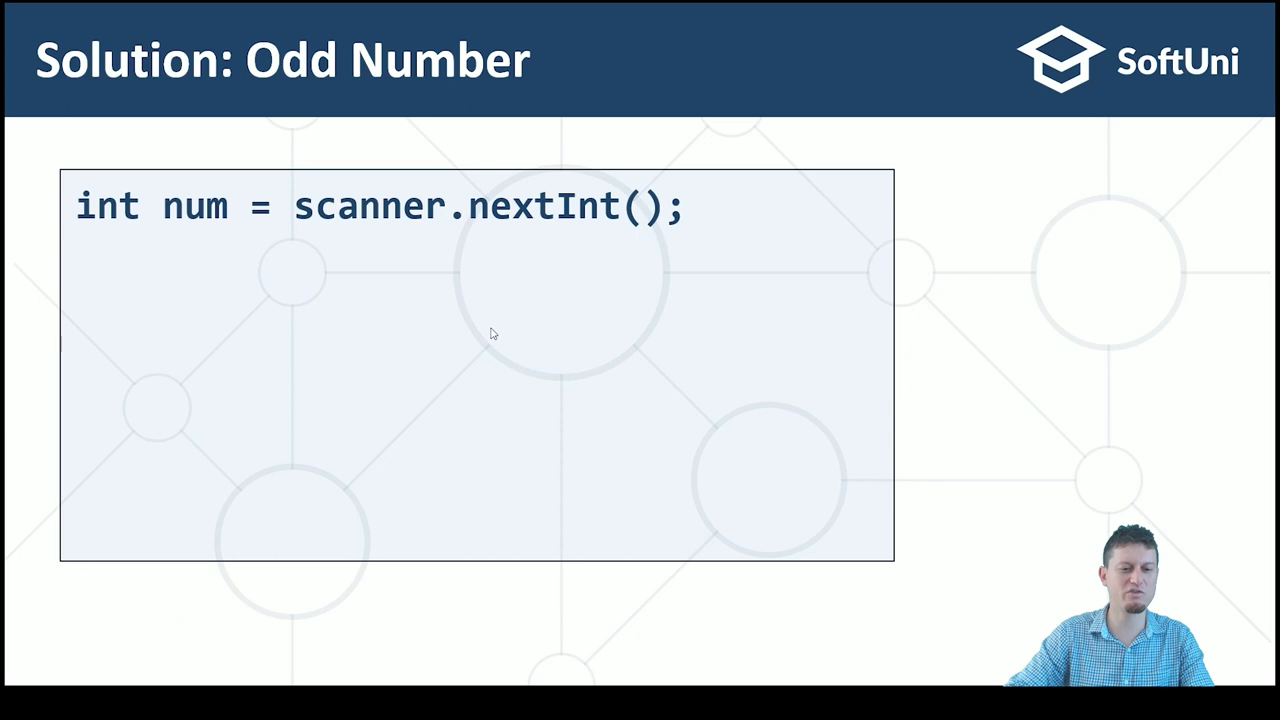 Solution: Odd Number
SoftUni
int num = scanner.nextInt();